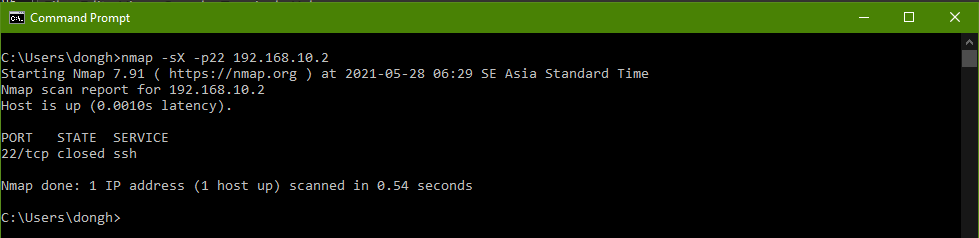 Command Prompt
C:\Users\dongh>nmap -sX -p22 192.168.10.2
Starting Nmap 7.91 ( https://nmap.org ) at 2021-05-28 06:29 SE Asia Standard Time
Nmap scan report for 192.168.10.2
Host is up (0.0010s latency).
PORT   STATE  SERVICE
22/tcp closed ssh
Nmap done: 1 IP address (1 host up) scanned in 0.54 seconds
C:\Users\dongh>